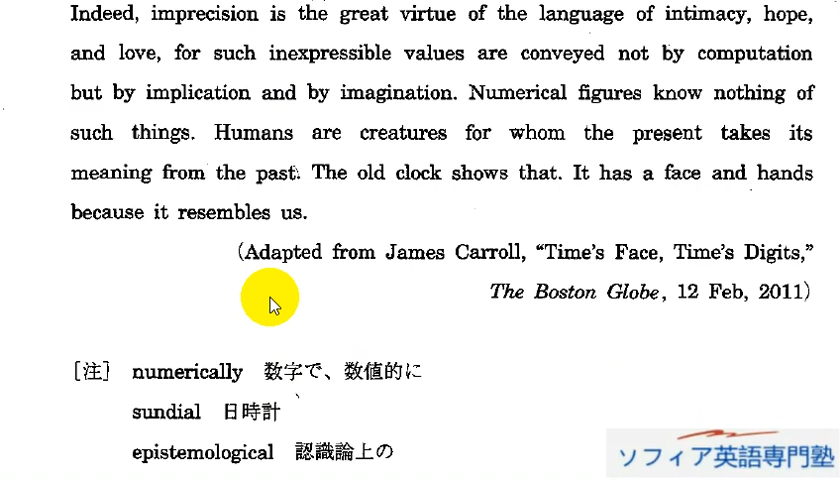 Indeed, imprecision is the great virtue of the language of intimacy, hope,
and love, for such inexpressible values are conveyed not by computation
but by implication and by imagination. Numerical figures know nothing of
such things. Humans are creatures for whom the present takes its
meaning from the past. The old clock shows that. It has a face and hands
because it resembles us.
(Adapted from James Carroll, “Time’s Face, Time’s Digits,”
The Boston Globe, 12 Feb, 2011)
[注] numerically 数字で、数値的に
sundial 日時計
epistemological 認識論上の
ソフィア英語専門塾